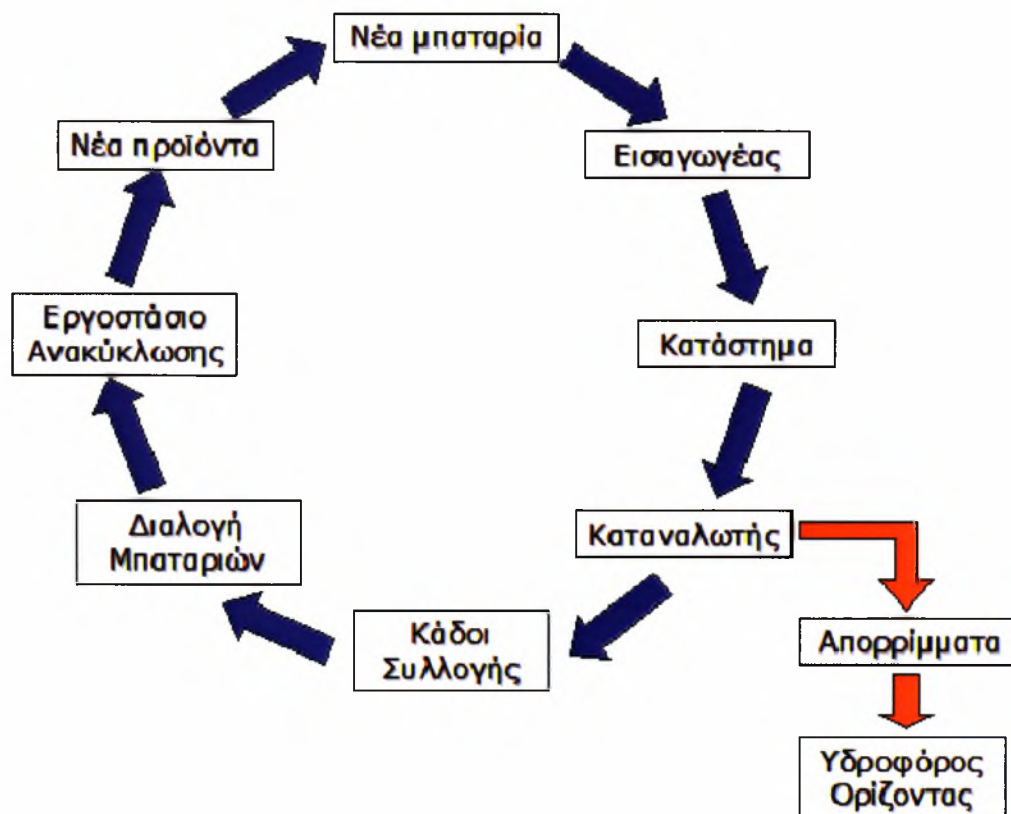 Νέα μπαταρία
Εισαγωγέας
Κατάστημα
Καταναλωτής
Απορρίμματα
Υδροφόρος
Ορίζοντας
Κάδοι
Συλλογής
Διαλογή
Μπαταριών
Εργοστάσιο
Ανακύκλωσης
Νέα προϊόντα